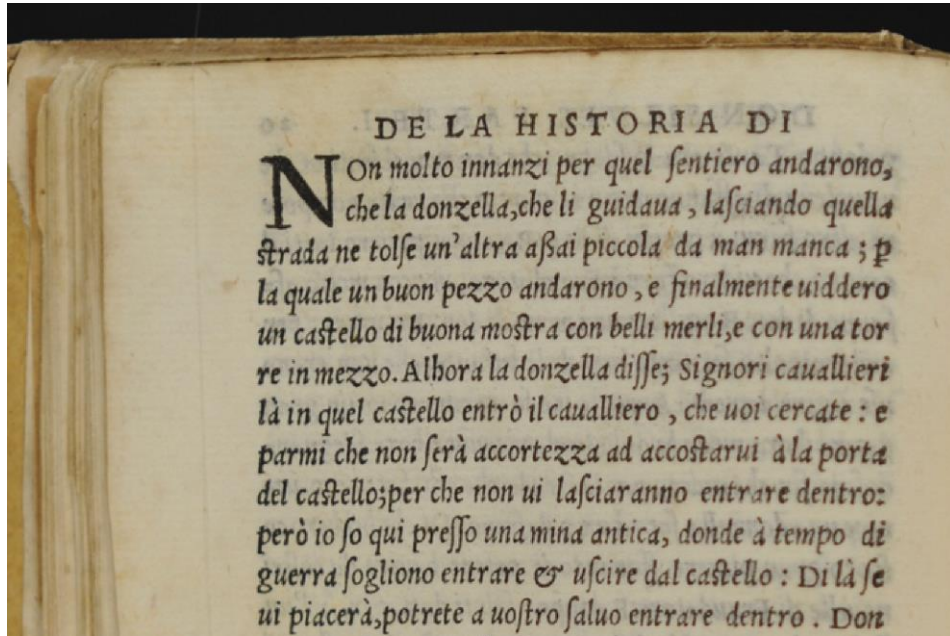 DE LA HISTORIA DI
NOn molto innanzi per quel ſentiero andarono,
che la donzella,che li guidaua, laſciando quella
ſtrada ne tolſe un'altra aſſai piccola da man manca; ꝑ
la quale un buon pezzo andarono, e finalmente uiddero
un caſtello di buona moſtra con belli merli,e con una tor
re in mezzo. Alhora la donzella diſſe; Signori cauallieri
là in quel caſtello entrò il caualliero, che uoi cercate: e
parmi che non ſerà accortezza ad accoſtarui à la porta
del caſtello;per che non ui laſciaranno entrare dentro:
però io ſo qui preſſo una mina antica, donde à tempo di
guerra ſogliono entrare & uſcire dal caſtello: Di là ſe
ui piacerà,potrete a uoſtro ſaluo entrare dentro. Don